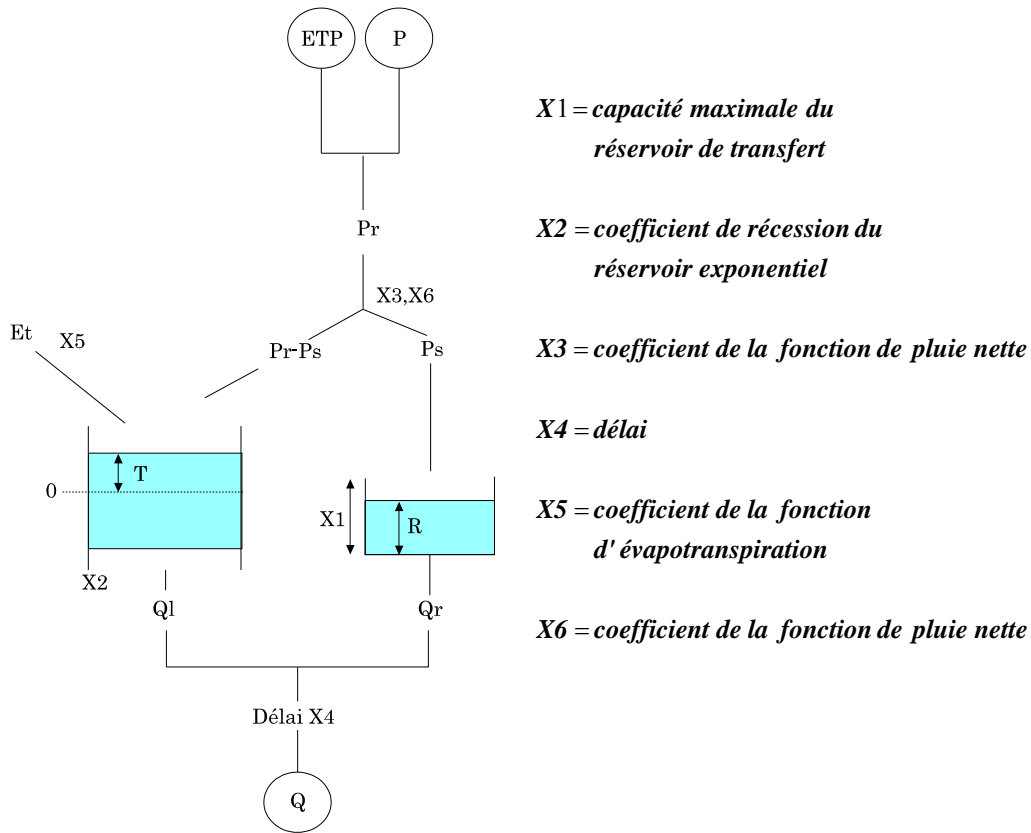 ETP
P
Pr
X3,X6
Et
X5
Pr-Ps
Ps
T
0
X1
R
X2
Ql
Qr
Délai X4
Q
X1 = capacité maximale du
réservoir de transfert
X2 = coefficient de récession du
réservoir exponentiel
X3 = coefficient de la fonction de pluie nette
X4 = délai
X5 = coefficient de la fonction
d' évapotranspiration
X6 = coefficient de la fonction de pluie nette